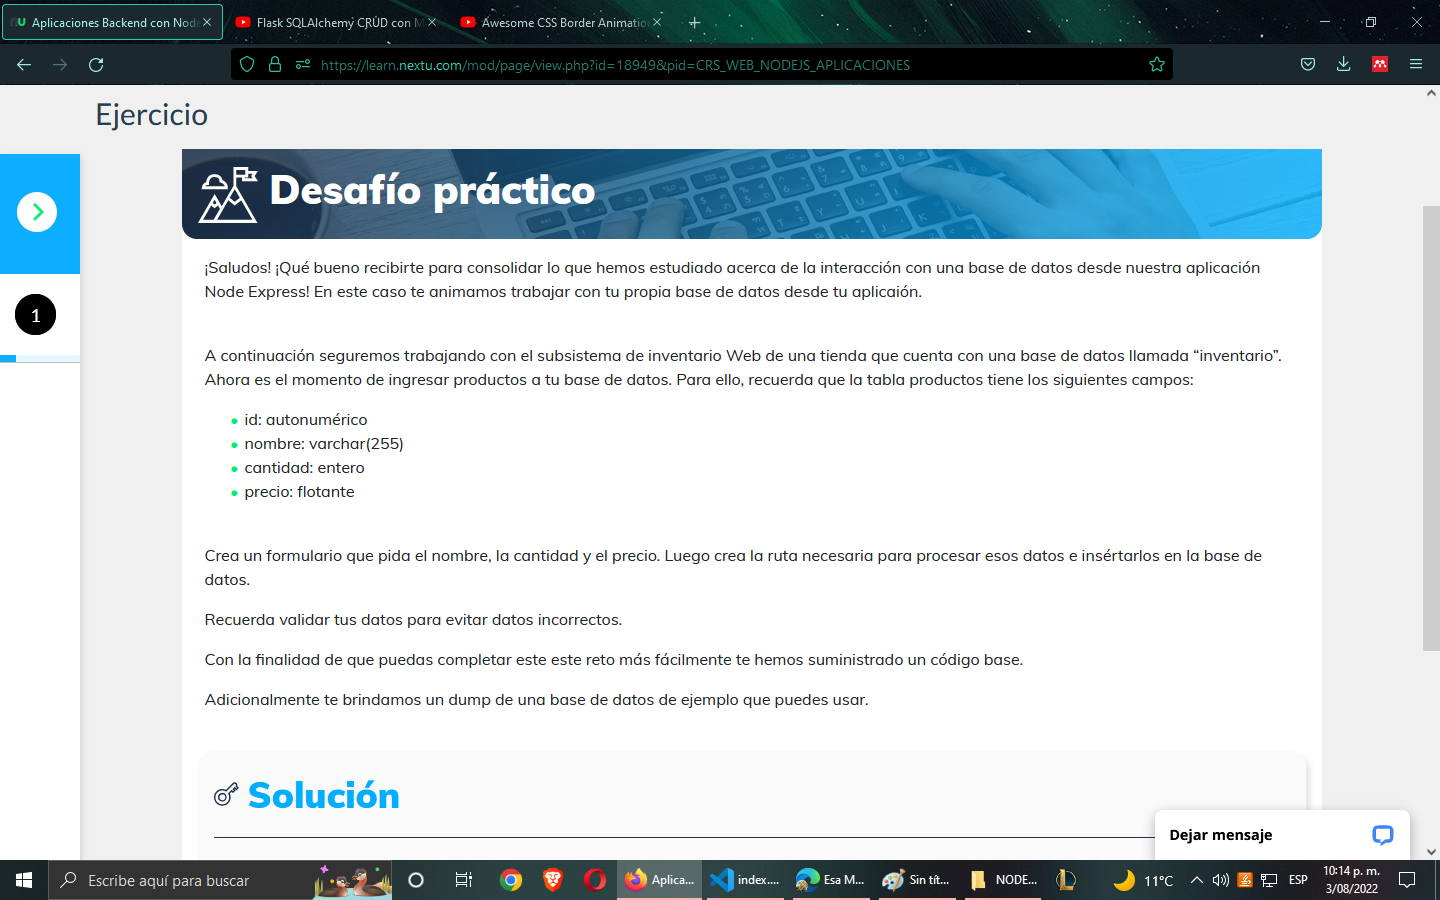 Aplicaciones Backend con Node
Flask SQLAlchemy CRUD con M
Awesome CSS Border Animation
https://learn.nextu.com/mod/page/view.php?id=18949&pid=CRS_WEB_NODEJS_APLICACIONES
Ejercicio
Desafío práctico
1
¡Saludos! ¡Qué bueno recibirte para consolidar lo que hemos estudiado acerca de la interacción con una base de datos desde nuestra aplicación
Node Express! En este caso te animamos trabajar con tu propia base de datos desde tu aplicaión.
A continuación seguiremos trabajando con el subsistema de inventario Web de una tienda que cuenta con una base de datos llamada “inventario”.
Ahora es el momento de ingresar productos a tu base de datos. Para ello, recuerda que la tabla productos tiene los siguientes campos:
id: autonumérico
nombre: varchar(255)
cantidad: entero
precio: flotante
Crea un formulario que pida el nombre, la cantidad y el precio. Luego crea la ruta necesaria para procesar esos datos e insértarlos en la base de
datos.
Recuerda validar tus datos para evitar datos incorrectos.
Con la finalidad de que puedas completar este este reto más fácilmente te hemos suministrado un código base.
Adicionalmente te brindamos un dump de una base de datos de ejemplo que puedes usar.
Solución
Dejar mensaje
Escribe aquí para buscar
Aplica...
index....
Esa M...
Sin tít...
NODE...
11°C
ESP
10:14 p. m.
3/08/2022